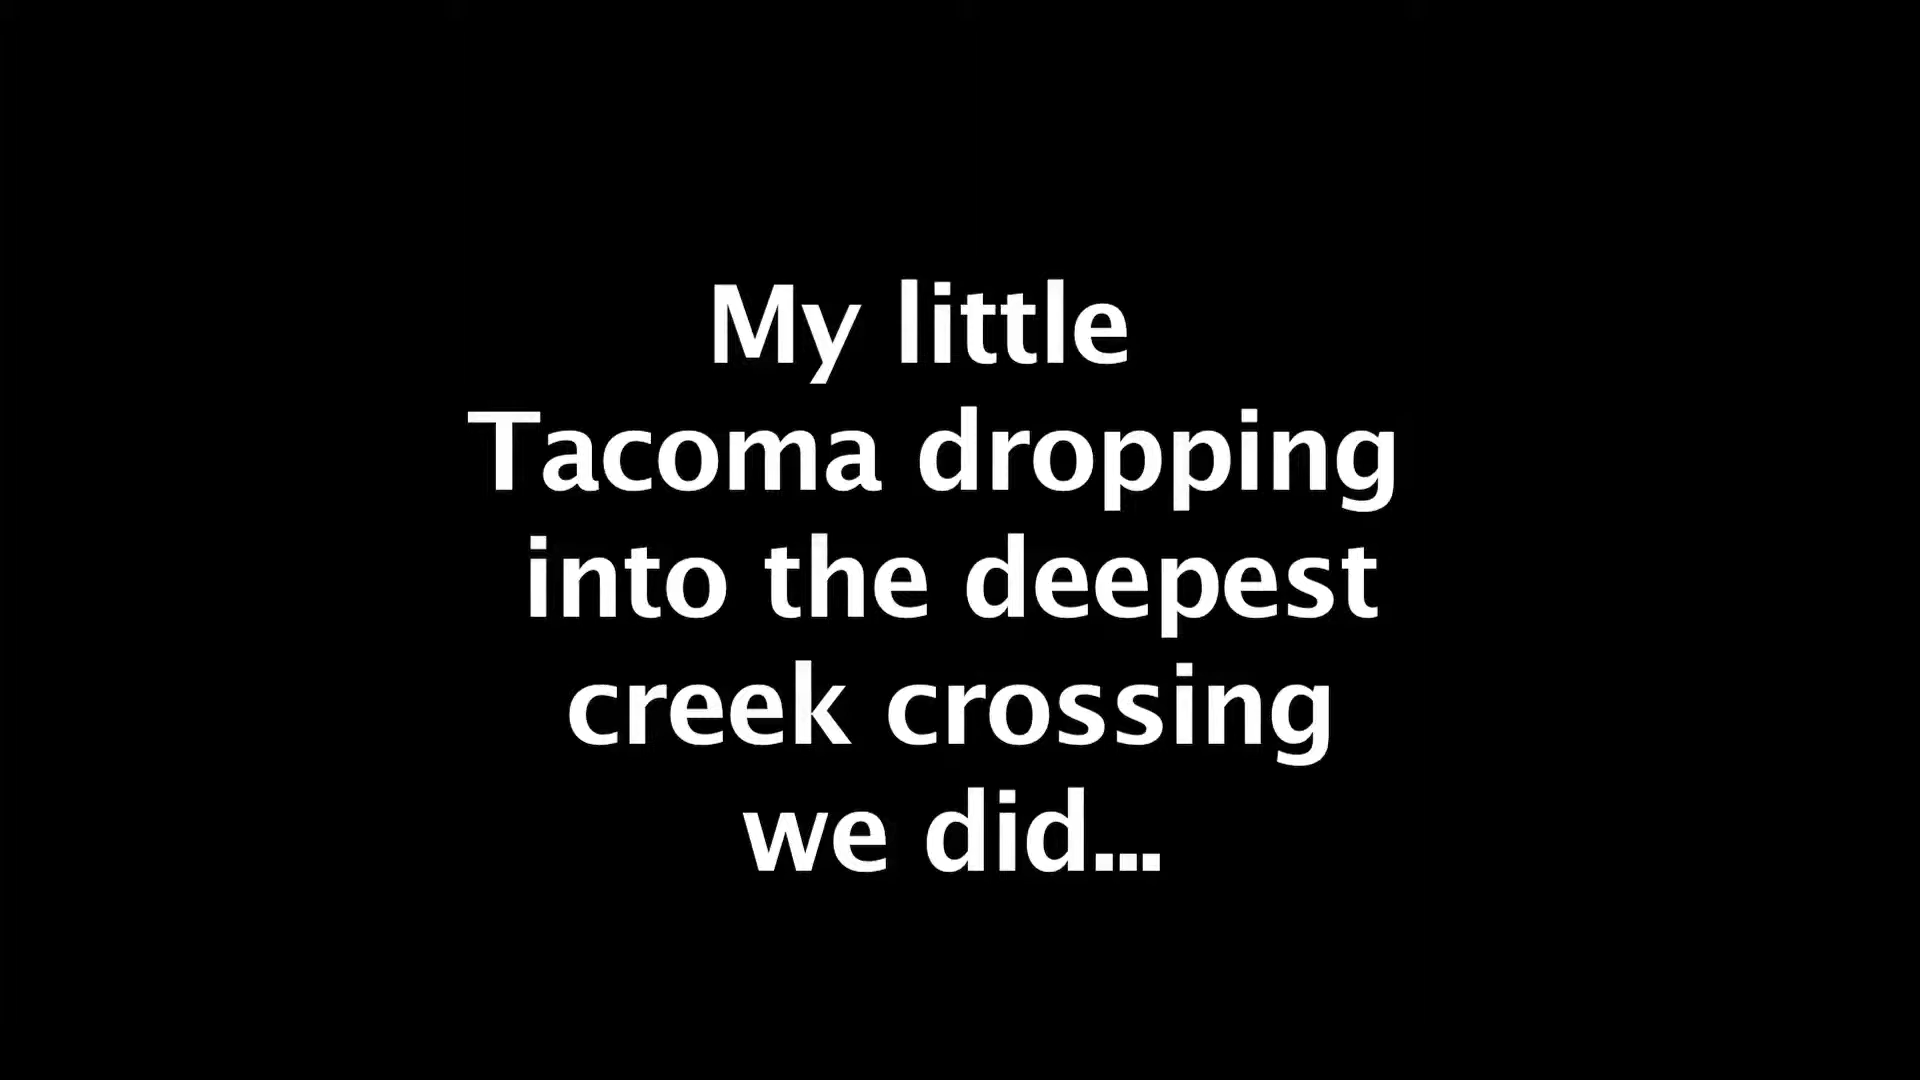 My little
Tacoma dropping
into the deepest
creek crossing
we did...